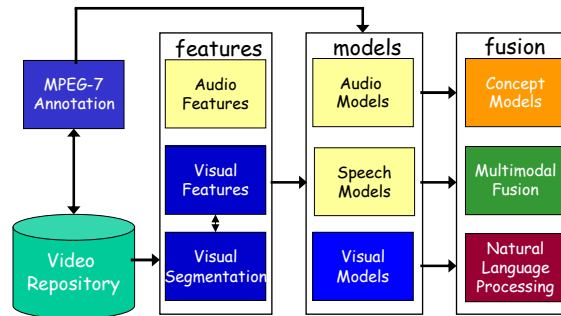 features
models
fusion
MPEG-7
Annotation
Audio
Features
Audio
Models
Concept
Models
Visual
Features
Speech
Models
Multimodal
Fusion
Video
Repository
Visual
Segmentation
Visual
Models
Natural
Language
Processing